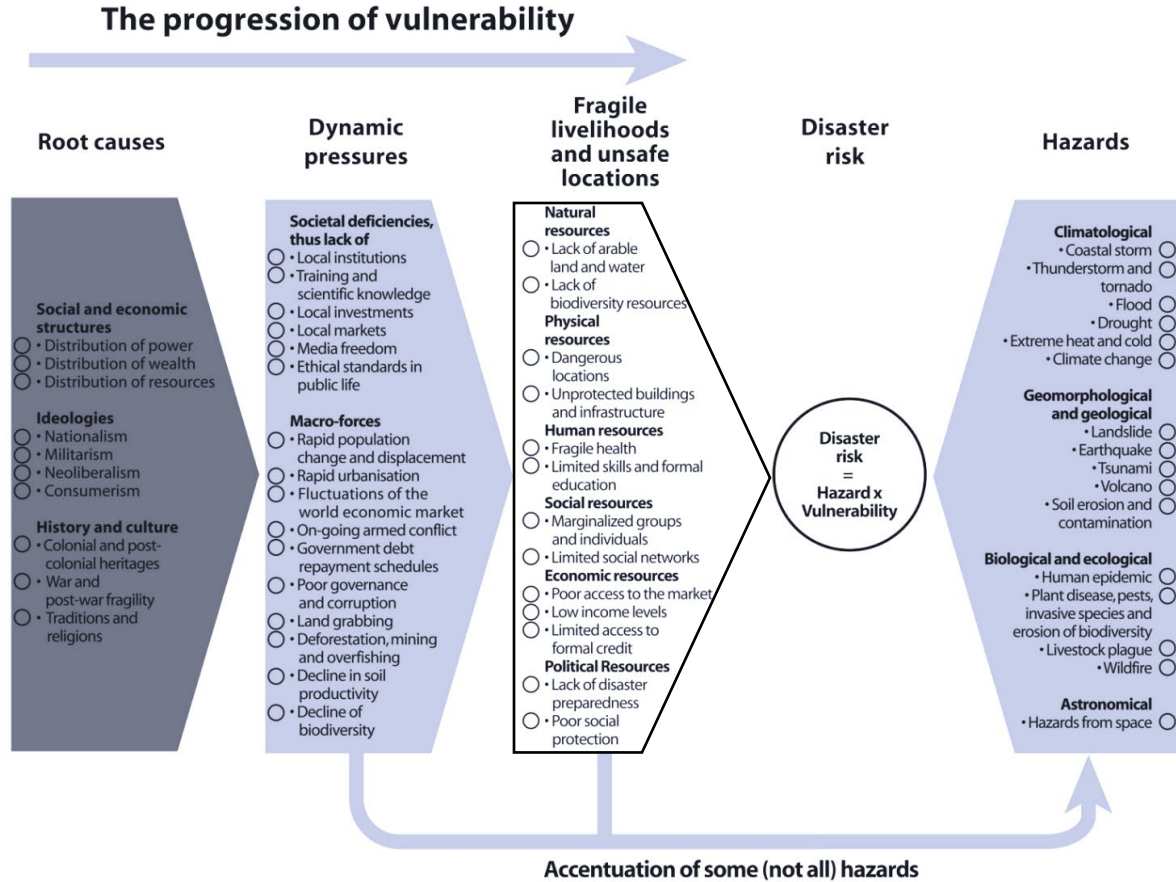 The progression of vulnerability
Root causes
Social and economic
structures
• Distribution of power
• Distribution of wealth
• Distribution of resources
Ideologies
• Nationalism
• Militarism
• Neoliberalism
• Consumerism
History and culture
• Colonial and post-
colonial heritages
• War and
post-war fragility
• Traditions and
religions
Dynamic
pressures
Societal deficiencies,
thus lack of
• Local institutions
• Training and
scientific knowledge
• Local investments
• Local markets
• Media freedom
• Ethical standards in
public life
Macro-forces
• Rapid population
change and displacement
• Rapid urbanisation
• Fluctuations of the
world economic market
• On-going armed conflict
• Government debt
repayment schedules
• Poor governance
and corruption
• Land grabbing
• Deforestation, mining
and overfishing
• Decline in soil
productivity
• Decline of
biodiversity
Fragile
livelihoods
and unsafe
locations
Natural
resources
• Lack of arable
land and water
• Lack of
biodiversity resources
Physical
resources
• Dangerous
locations
• Unprotected buildings
and infrastructure
Human resources
• Fragile health
• Limited skills and formal
education
Social resources
• Marginalized groups
and individuals
• Limited social networks
Economic resources
• Poor access to the market
• Low income levels
• Limited access to
formal credit
Political Resources
• Lack of disaster
preparedness
• Poor social
protection
Disaster
risk
Disaster
risk
=
Hazard x
Vulnerability
Hazards
Climatological
• Coastal storm
• Thunderstorm and
tornado
• Flood
• Drought
• Extreme heat and cold
• Climate change
Geomorphological
and geological
• Landslide
• Earthquake
• Tsunami
• Volcano
• Soil erosion and
contamination
Biological and ecological
• Human epidemic
• Plant disease, pests,
invasive species and
erosion of biodiversity
• Livestock plague
• Wildfire
Astronomical
• Hazards from space
Accentuation of some (not all) hazards